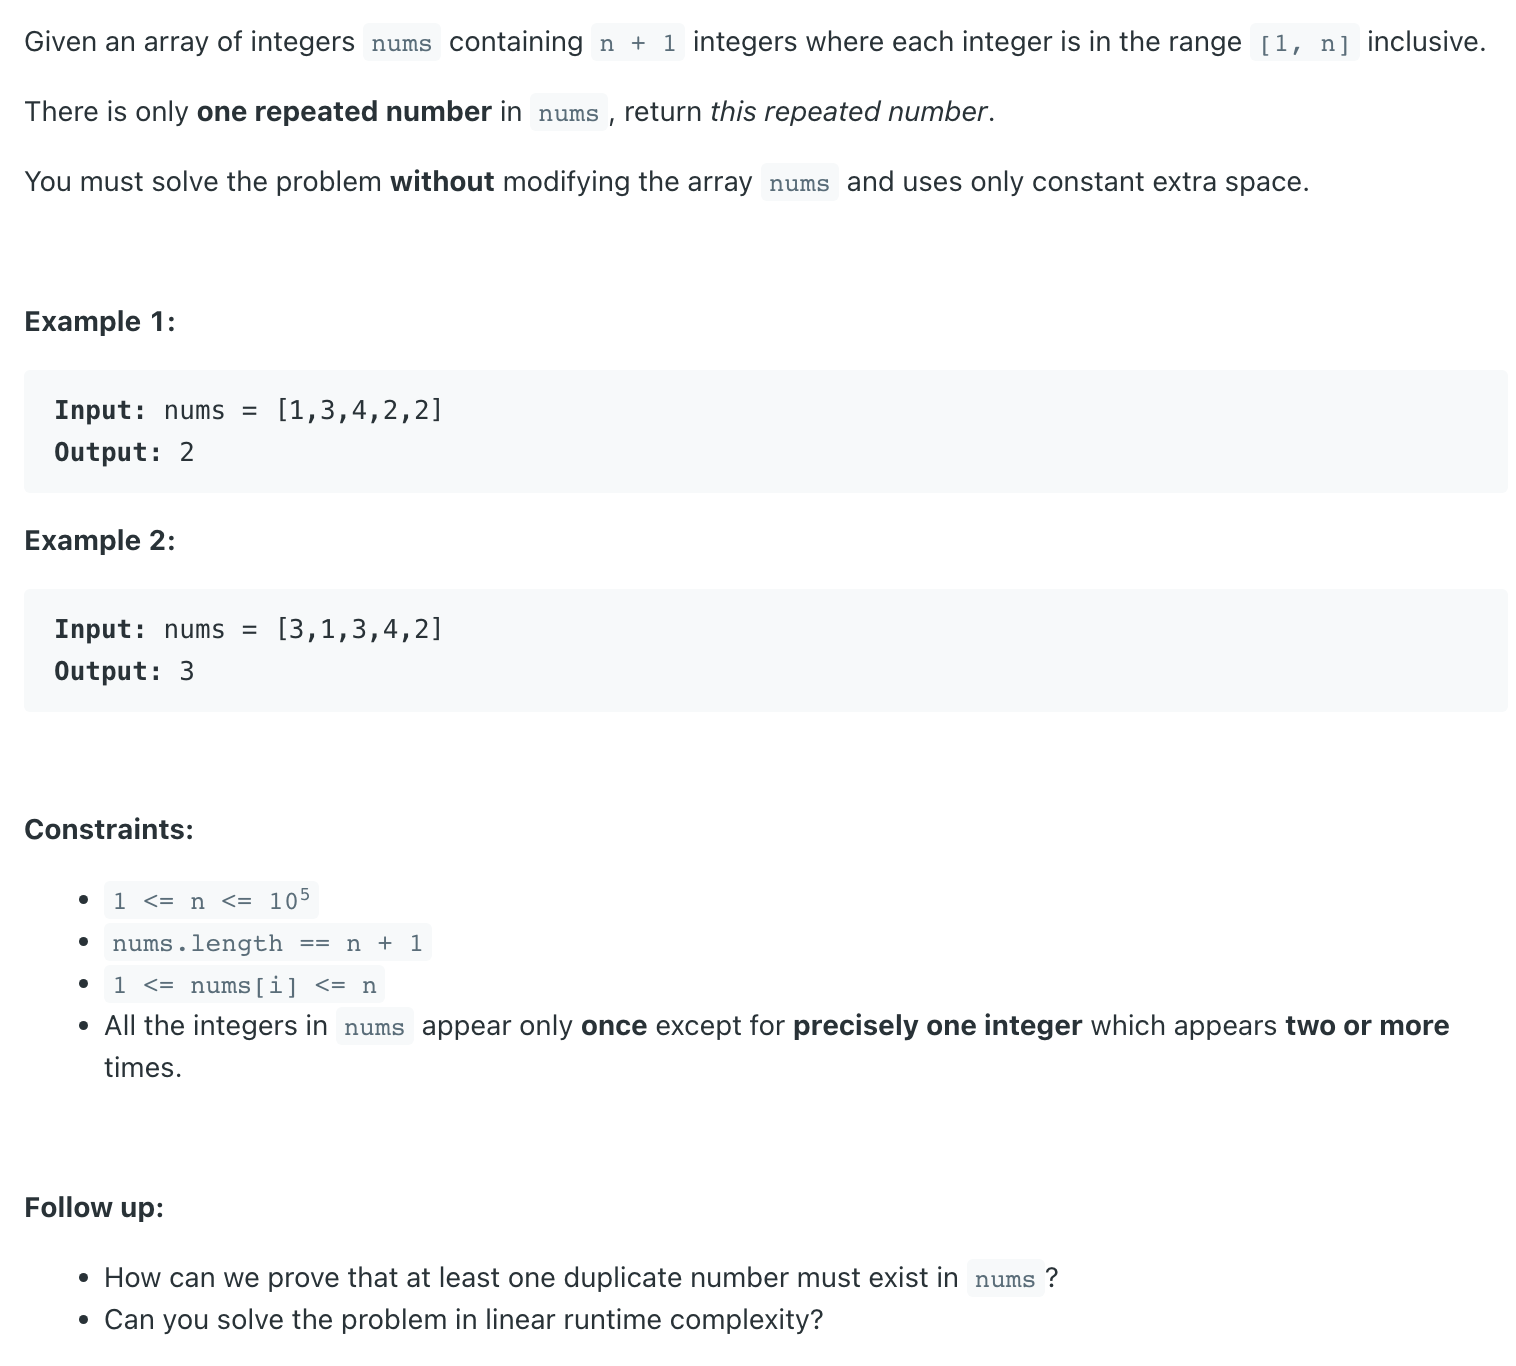 Given an array of integers nums containing n + 1 integers where each integer is in the range [1, n] inclusive.
There is only one repeated number in nums , return this repeated number.
You must solve the problem without modifying the array nums and uses only constant extra space.
Example 1:
Input: nums = [1,3,4,2,2]
Output: 2
Example 2:
Input: nums = [3,1,3,4,2]
Output: 3
Constraints:
• 1 <= n <= 10⁵
• nums.length == n + 1
• 1 <= nums[i] <= n
• All the integers in nums appear only once except for precisely one integer which appears two or more
times.
Follow up:
• How can we prove that at least one duplicate number must exist in nums ?
• Can you solve the problem in linear runtime complexity?